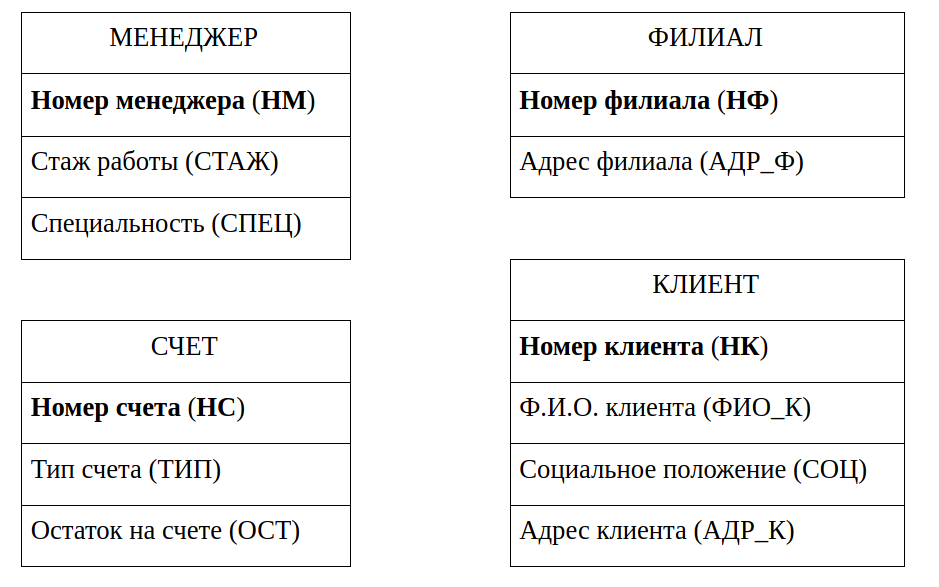 МЕНЕДЖЕР
Номер менеджера (НМ)
Стаж работы (СТАЖ)
Специальность (СПЕЦ)
ФИЛИАЛ
Номер филиала (НФ)
Адрес филиала (АДР_Ф)
СЧЕТ
Номер счета (НС)
Тип счета (ТИП)
Остаток на счете (ОСТ)
КЛИЕНТ
Номер клиента (НК)
Ф.И.О. клиента (ФИО_К)
Социальное положение (СОЦ)
Адрес клиента (АДР_К)